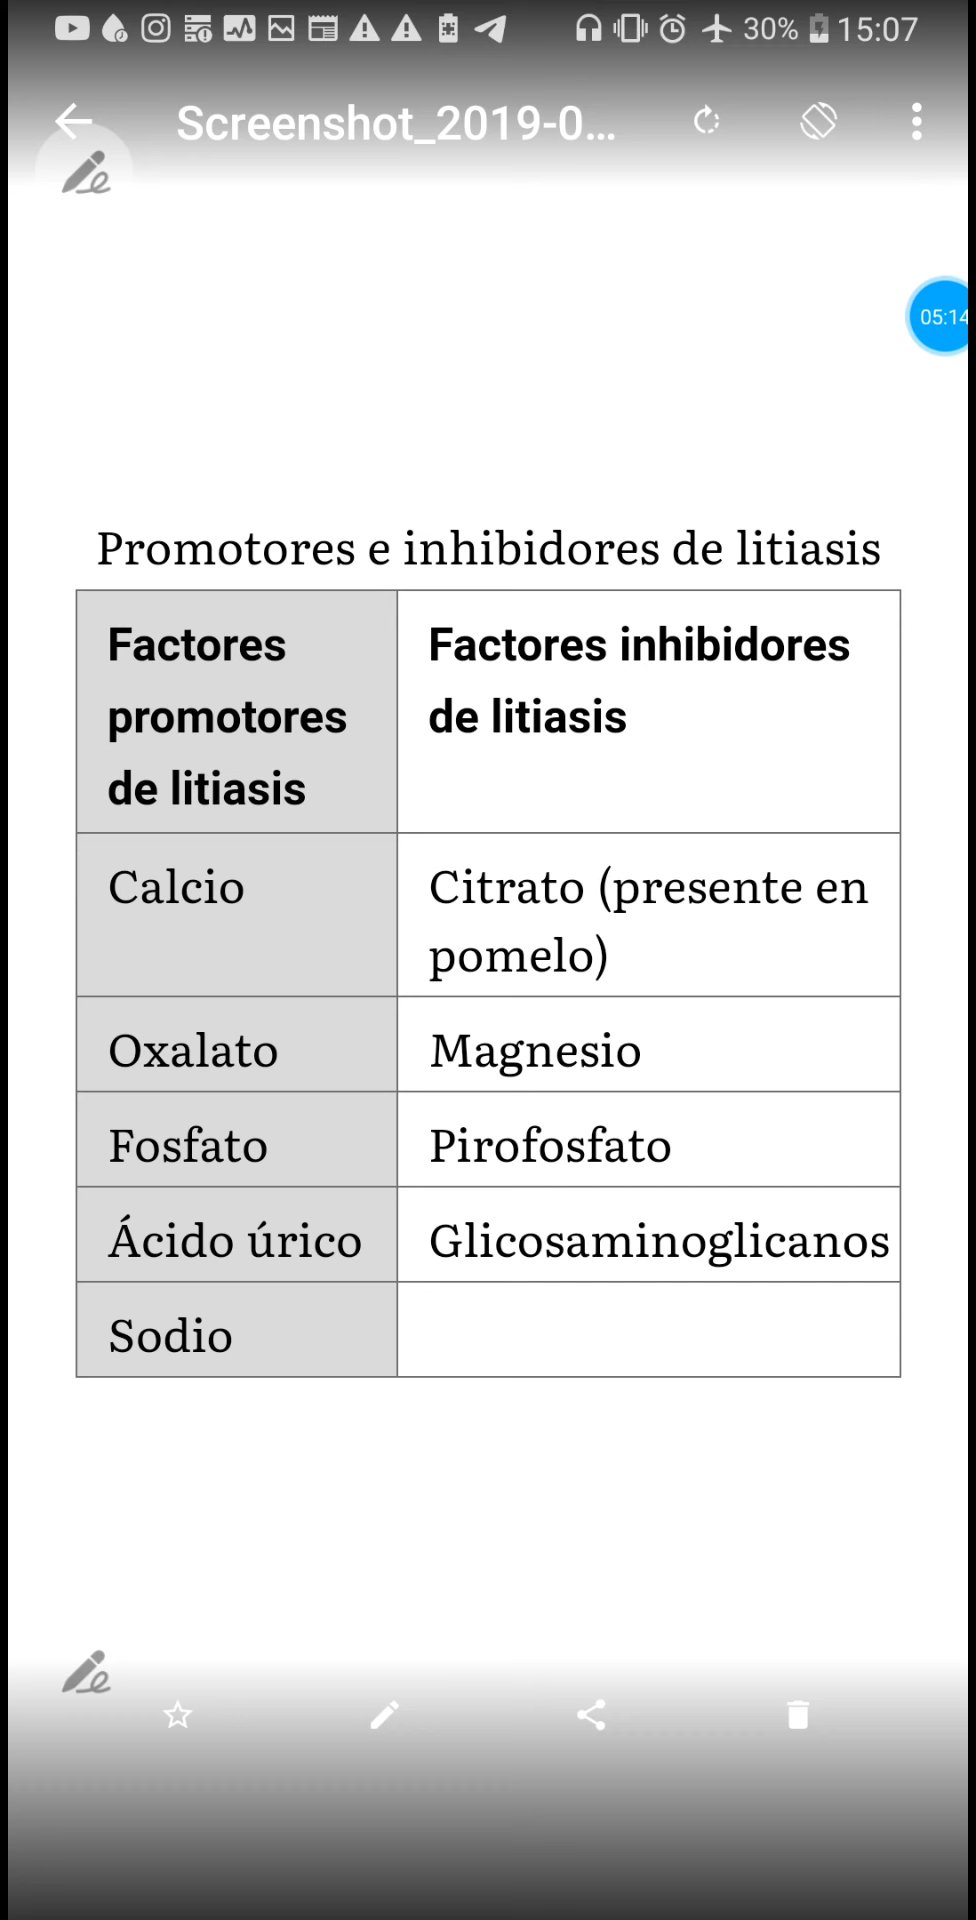 30% 15:07
Screenshot_2019-0...
05:14
Promotores e inhibidores de litiasis
Factores promotores de litiasis
Factores inhibidores de litiasis
Calcio
Citrato (presente en pomelo)
Oxalato
Magnesio
Fosfato
Pirofosfato
Ácido úrico
Glicosaminoglicanos
Sodio